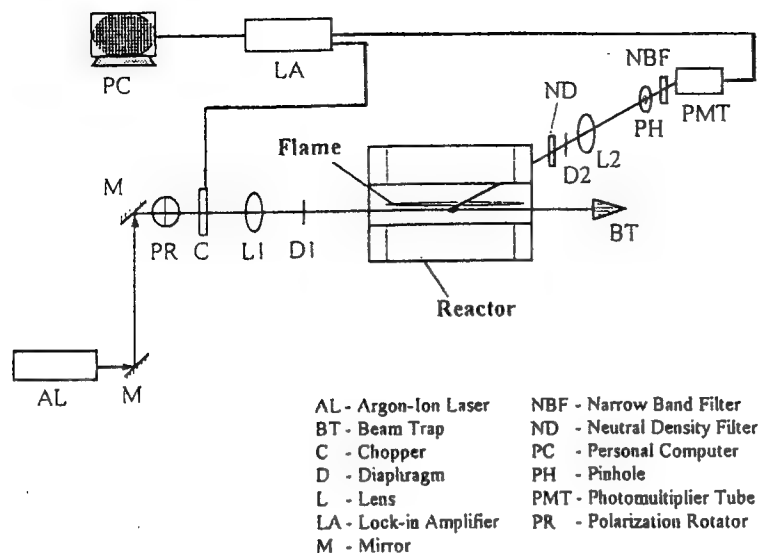 PC
LA
NBF
ND
PH
PMT
D2
L2
Flame
M
PR
C
L1
D1
BT
Reactor
AL
M
AL - Argon-Ion Laser
BT - Beam Trap
C - Chopper
D - Diaphragm
L - Lens
LA - Lock-in Amplifier
M - Mirror
NBF - Narrow Band Filter
ND - Neutral Density Filter
PC - Personal Computer
PH - Pinhole
PMT - Photomultiplier Tube
PR - Polarization Rotator